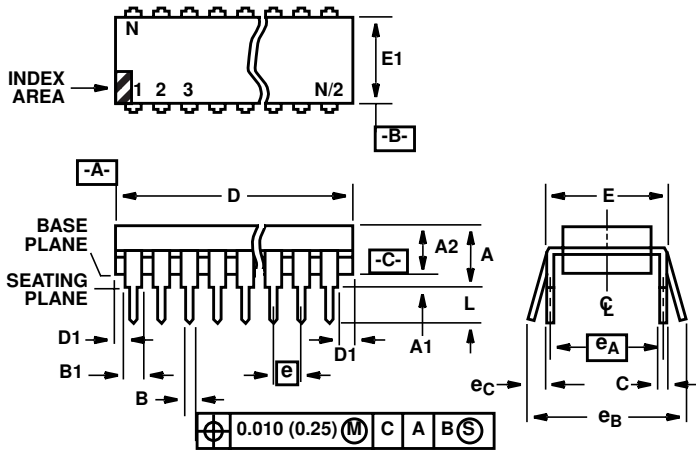 N
E1
INDEX
AREA
1 2 3 N/2
-B-
-A-
D
E
BASE
PLANE
A2
A
-C-
SEATING
PLANE
L
C L
D1
A1
D1
eA
B1
e
eC
C
B
eB
0.010 (0.25) M C A B S